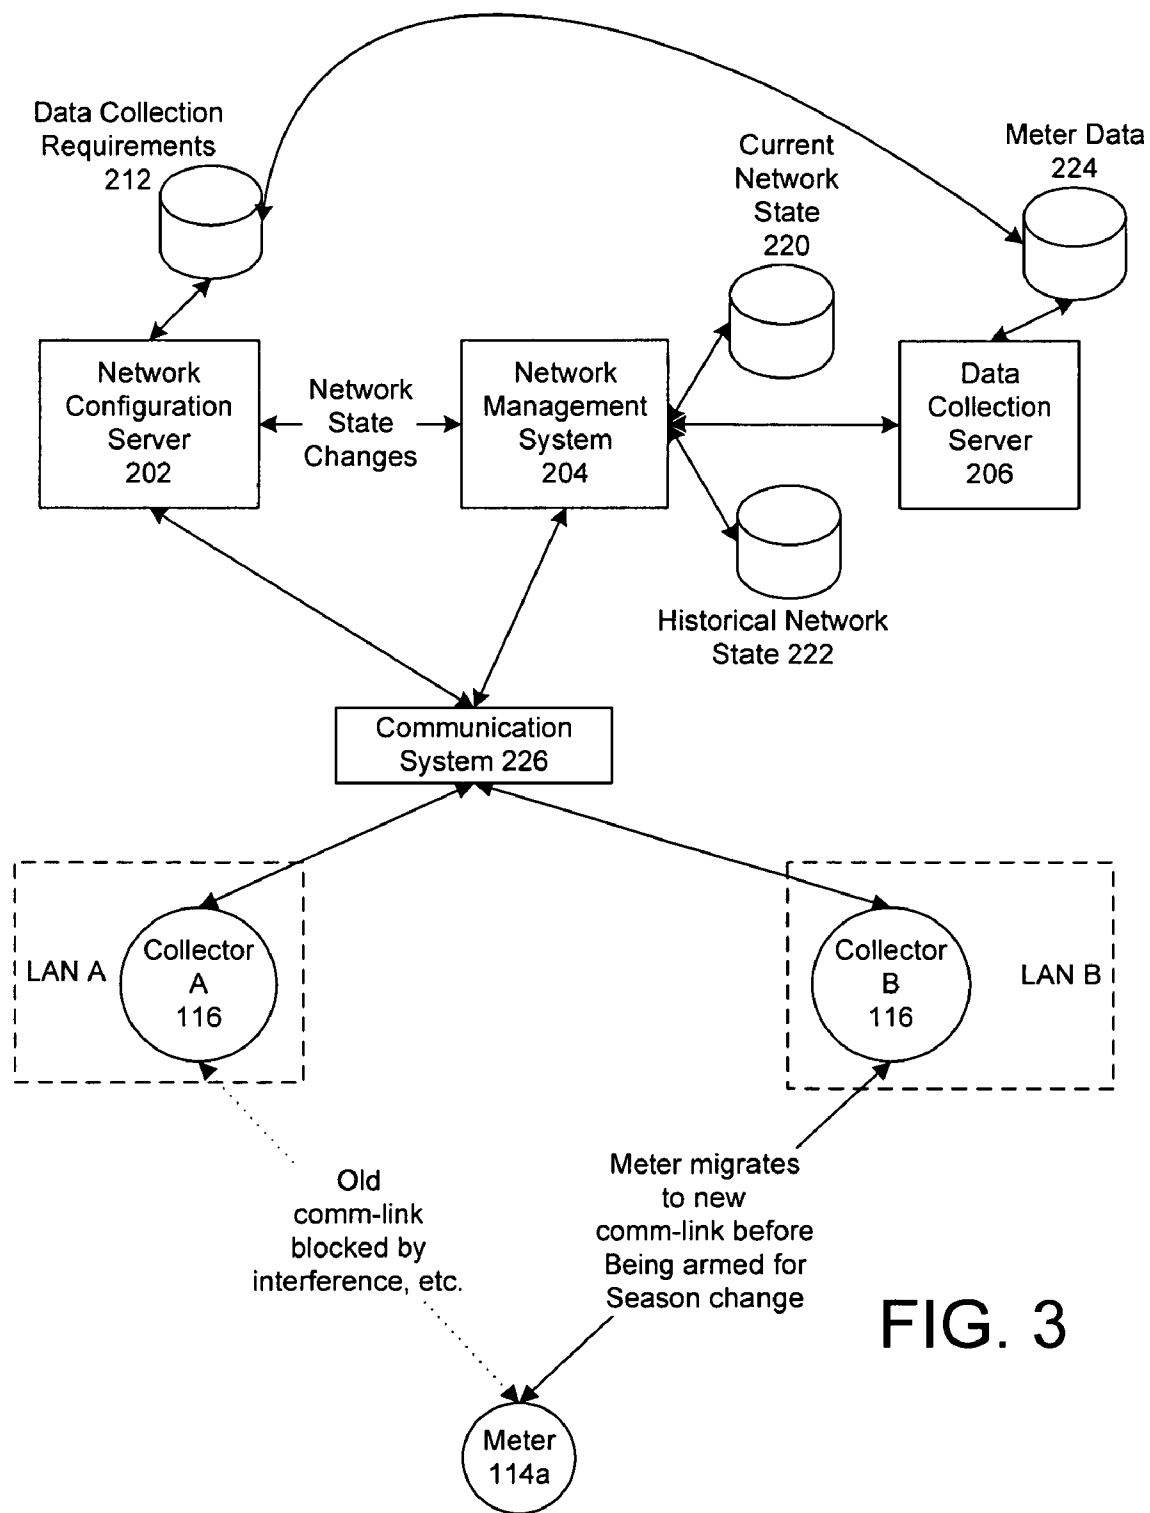 Data Collection
Requirements
212
Current
Network
State
220
Meter Data
224
Network
Configuration
Server
202
Network
State
Changes
Network
Management
System
204
Data
Collection
Server
206
Historical Network
State 222
Communication
System 226
LAN A
Collector
A
116
Collector
B
116
LAN B
Old
comm-link
blocked by
interference, etc.
Meter migrates
to new
comm-link before
Being armed for
Season change
FIG. 3
Meter
114a